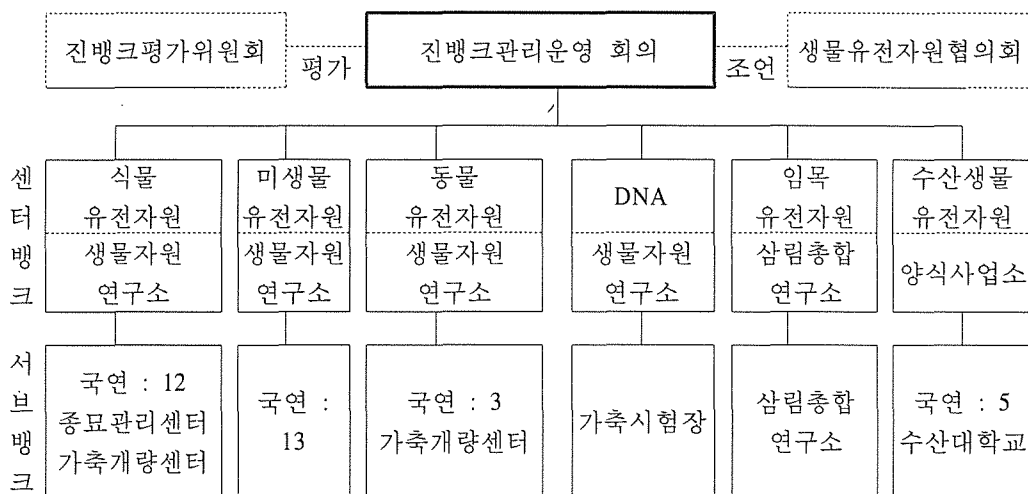 진뱅크평가위원회
평가
진뱅크관리운영 회의
조언
생물유전자원협의회
센
터
뱅
크
식물
유전자원
생물자원
연구소
미생물
유전자원
생물자원
연구소
동물
유전자원
생물자원
연구소
DNA
생물자원
연구소
임목
유전자원
삼림총합
연구소
수산생물
유전자원
양식사업소
서
브
뱅
크
국연 : 12
종묘관리센터
가축개량센터
국연 :
13
국연 : 3
가축개량센터
가축시험장
삼림총합
연구소
국연 : 5
수산대학교